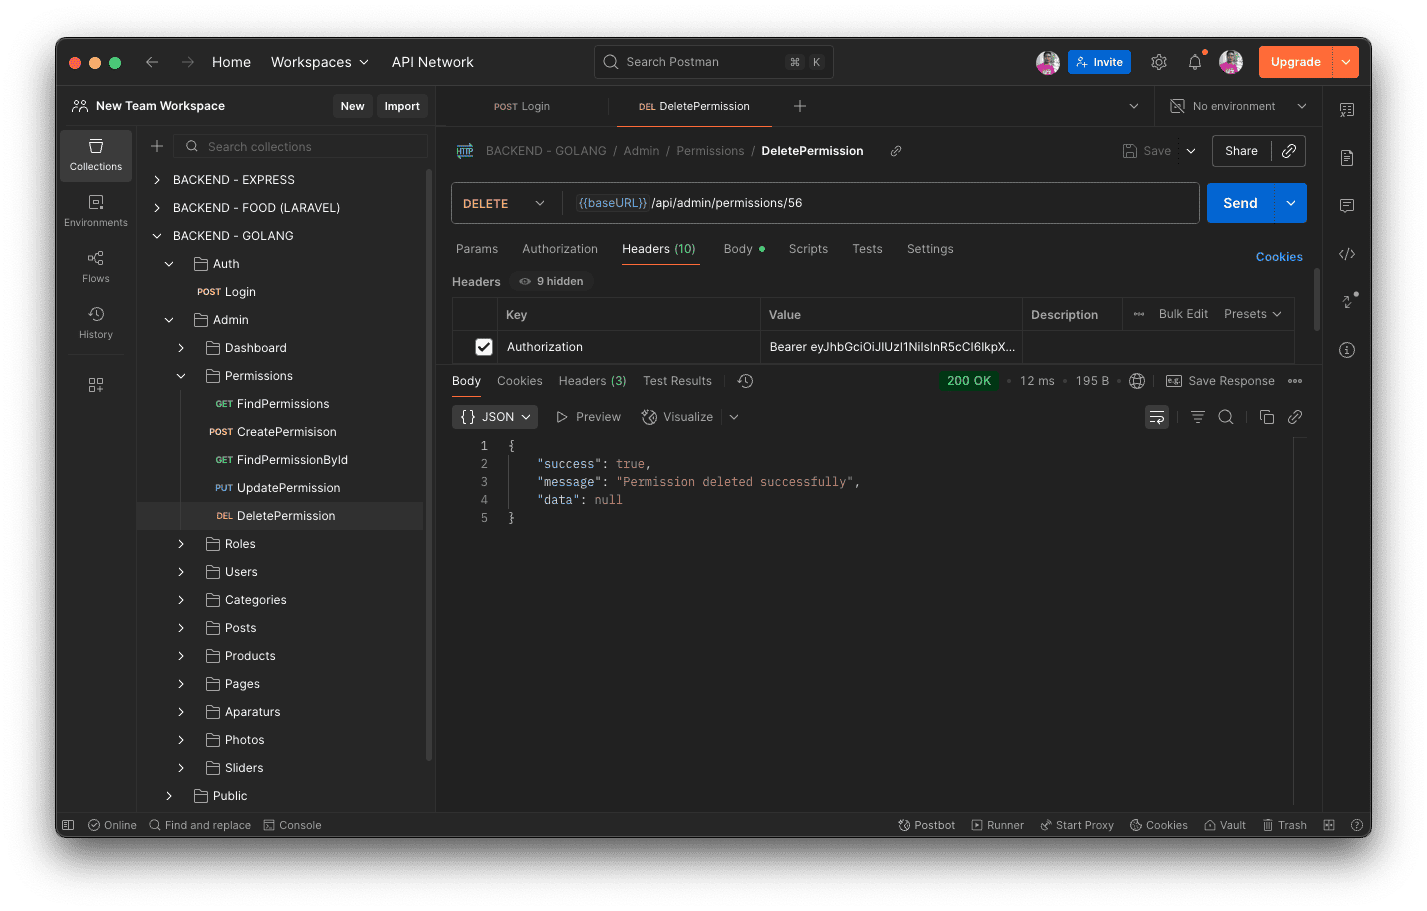 Home
Workspaces
API Network
Search Postman
⌘ K
Invite
Upgrade
New Team Workspace
New
Import
POST Login
DEL DeletePermission
No environment
Collections
Environments
Flows
History
Search collections
BACKEND - EXPRESS
BACKEND - FOOD (LARAVEL)
BACKEND - GOLANG
Auth
POST Login
Admin
Dashboard
Permissions
GET FindPermissions
POST CreatePermisison
GET FindPermissionById
PUT UpdatePermission
DEL DeletePermission
Roles
Users
Categories
Posts
Products
Pages
Aparaturs
Photos
Sliders
Public
HTTP BACKEND - GOLANG / Admin / Permissions / DeletePermission
Save
Share
DELETE
{{baseURL}} /api/admin/permissions/56
Send
Params Authorization Headers (10) Body Scripts Tests Settings
Cookies
Headers 9 hidden
Key Value Description Bulk Edit Presets
Authorization Bearer eyJhbGciOiJIUzI1NiIsInR5cCI6IkpX...
Body Cookies Headers (3) Test Results
200 OK • 12 ms • 195 B
e.g. Save Response
{} JSON Preview Visualize
1 {
2 "success": true,
3 "message": "Permission deleted successfully",
4 "data": null
5 }
Online Find and replace Console
Postbot Runner Start Proxy Cookies Vault Trash